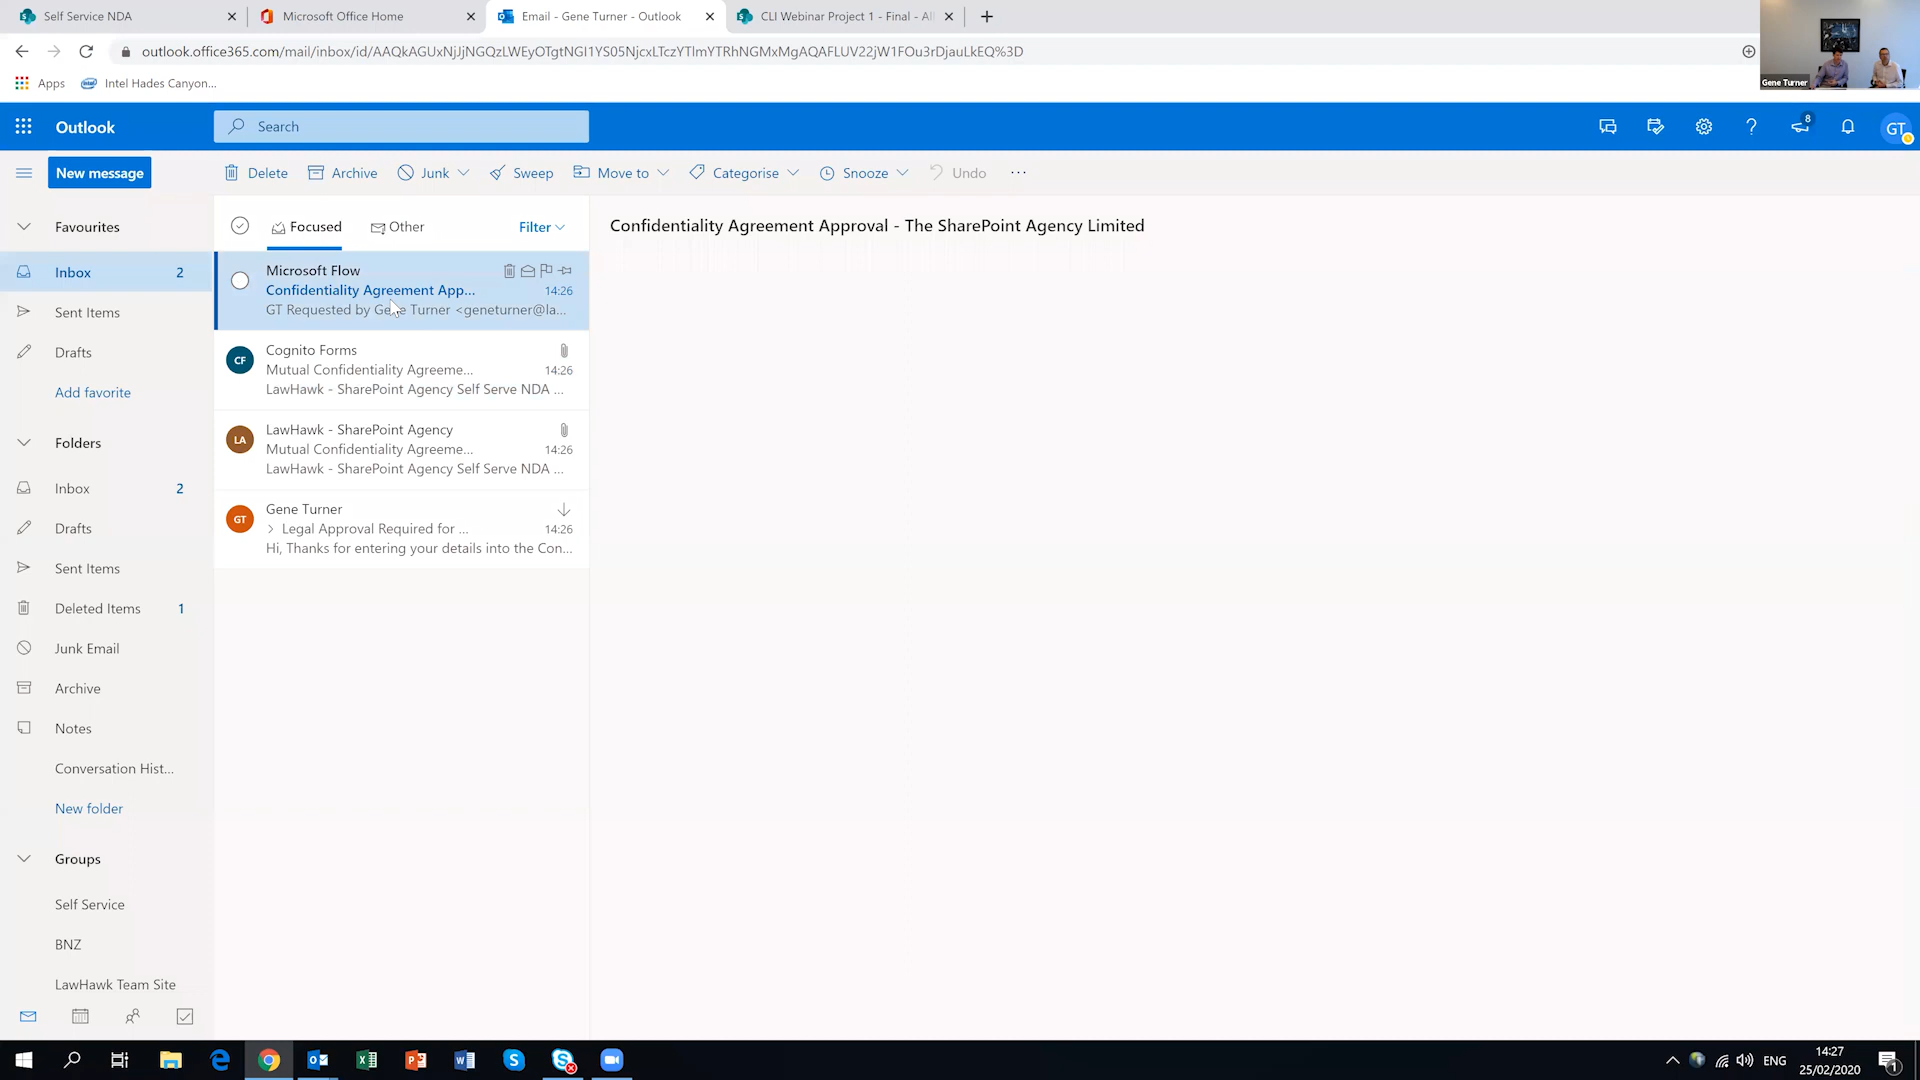 Self Service NDA
Microsoft Office Home
Email - Gene Turner - Outlook
CLI Webinar Project 1 - Final - All
outlook.office365.com/mail/inbox/id/AAQkAGUxNjJjNGQzLWEyOTgtNGI1YS05NjcxLTczYTlmYTRhNGMxMgAQAFLUV22jW1FOu3rDjauLkEQ%3D
Apps
Intel Hades Canyon...
Gene Turner
Outlook
Search
8
GT
New message
Delete
Archive
Junk
Sweep
Move to
Categorise
Snooze
Undo
Favourites
Inbox 2
Sent Items
Drafts
Add favorite
Folders
Inbox 2
Drafts
Sent Items
Deleted Items 1
Junk Email
Archive
Notes
Conversation Hist...
New folder
Groups
Self Service
BNZ
LawHawk Team Site
Focused
Other
Filter
Microsoft Flow
Confidentiality Agreement App... 14:26
GT Requested by Gene Turner <geneturner@la...
CF
Cognito Forms
Mutual Confidentiality Agreeme... 14:26
LawHawk - SharePoint Agency Self Serve NDA ...
LA
LawHawk - SharePoint Agency
Mutual Confidentiality Agreeme... 14:26
LawHawk - SharePoint Agency Self Serve NDA ...
GT
Gene Turner
Legal Approval Required for ... 14:26
Hi, Thanks for entering your details into the Con...
Confidentiality Agreement Approval - The SharePoint Agency Limited
ENG
14:27
25/02/2020
1